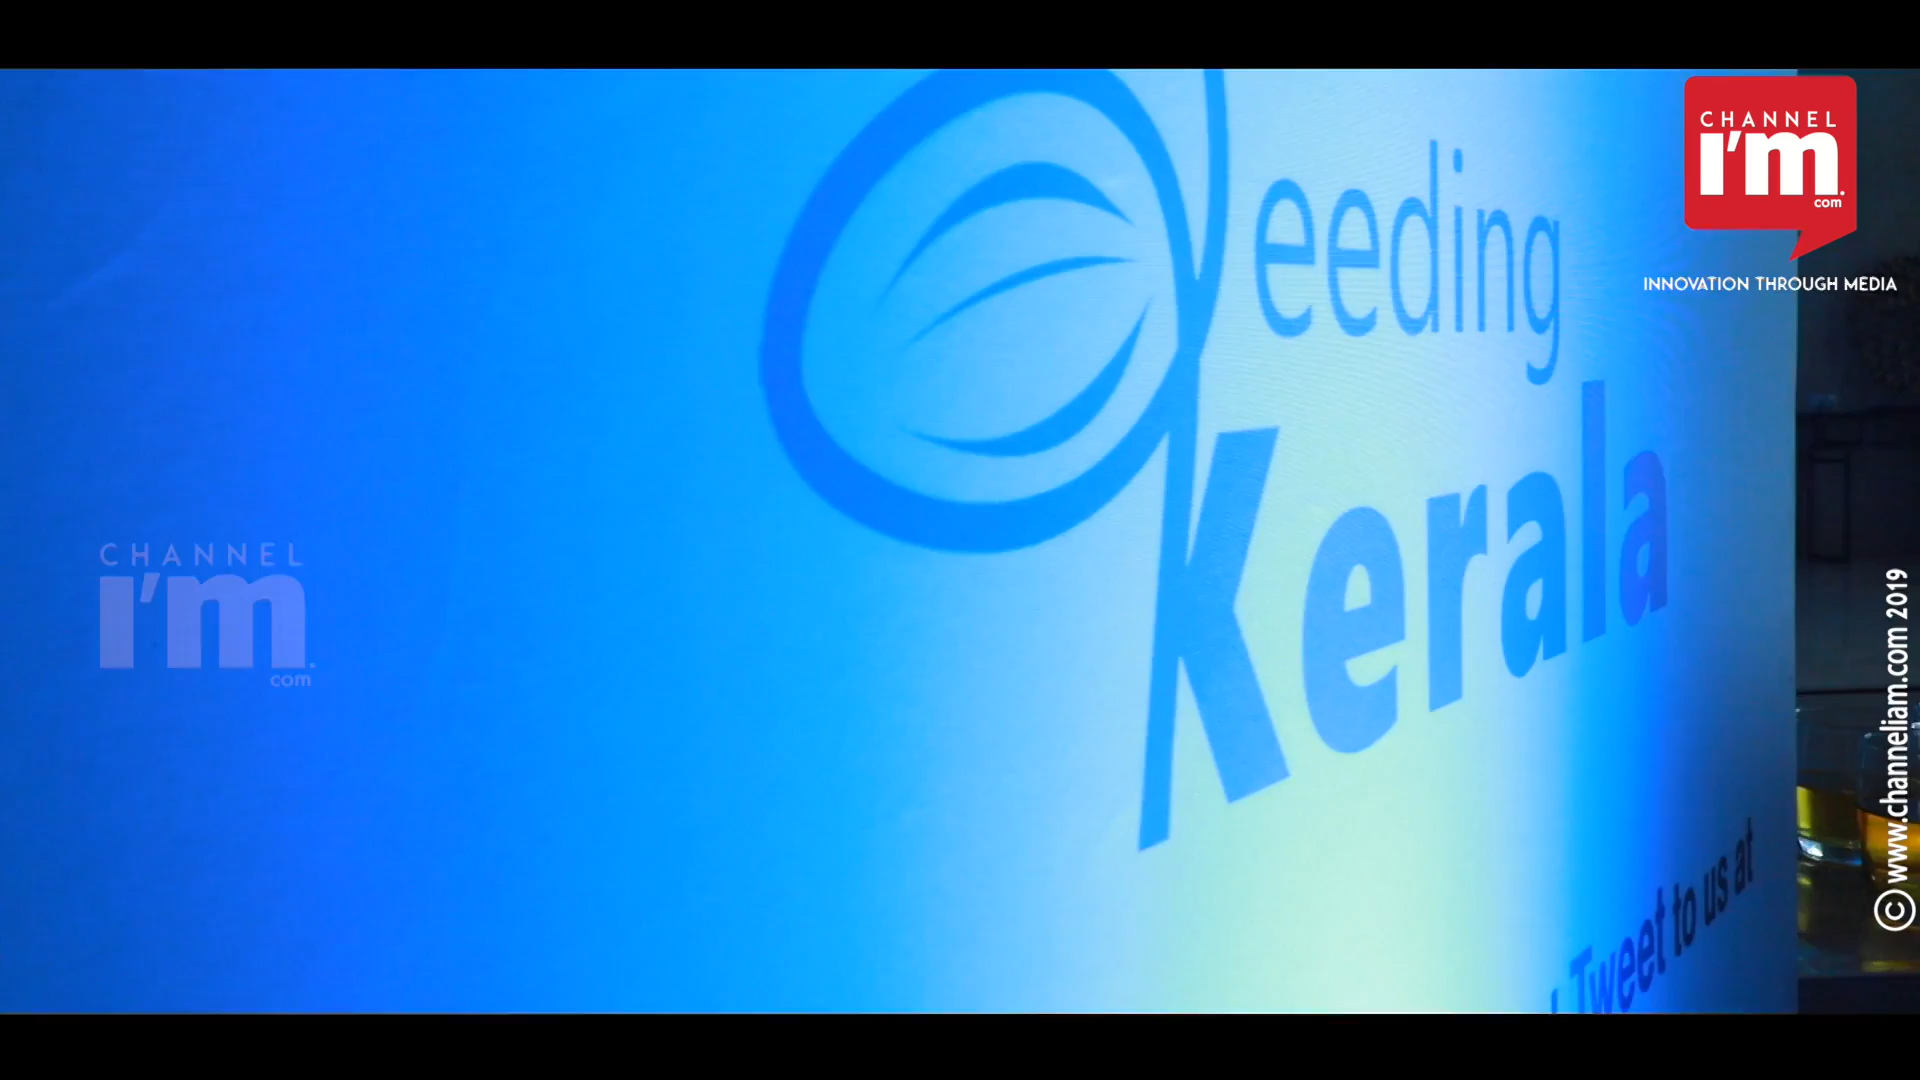 eeding
Kerala
Tweet to us at
CHANNEL
I'm.
com
INNOVATION THROUGH MEDIA
CHANNEL
I'm.
com
© www.channeliam.com 2019